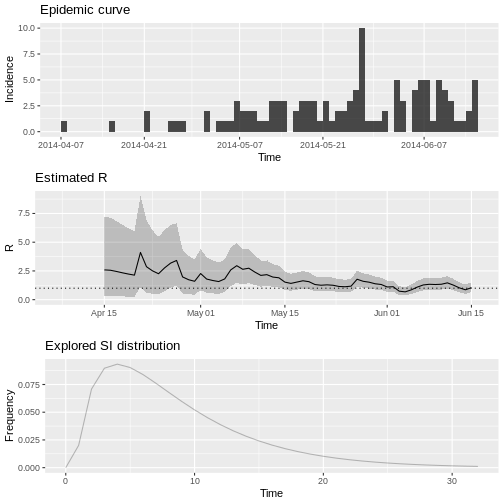 Epidemic curve
10.0
7.5
5.0
2.5
0.0
Incidence
2014-04-07
2014-04-21
2014-05-07
2014-05-21
2014-06-07
Time
Estimated R
7.5
5.0
2.5
0.0
R
Apr 15
May 01
May 15
Jun 01
Jun 15
Time
Explored SI distribution
0.075
0.050
0.025
0.000
Frequency
0
10
20
30
Time